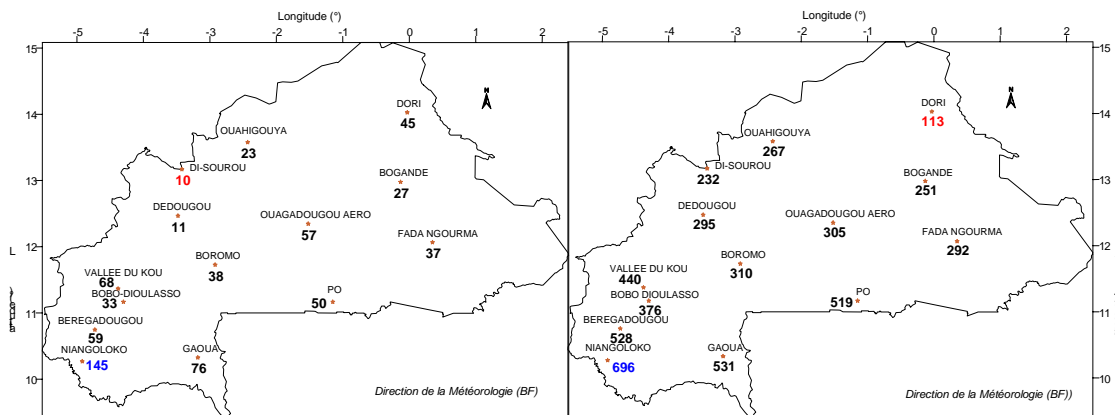 Longitude (°)
-5 -4 -3 -2 -1 0 1 2
15
14
13
12
11
10
L
N
DORI
45
OUAHIGOUYA
23
DI-SOUROU
10
BOGANDE
27
DEDOUGOU
11
OUAGADOUGOU AERO
57
FADA NGOURMA
37
BOROMO
38
VALLEE DU KOU
68
BOBO-DIOULASSO
33
PO
50
BEREGADOUGOU
59
NIANGOLOKO
145
GAOUA
76
Direction de la Météorologie (BF)
Longitude (°)
-5 -4 -3 -2 -1 0 1 2
15
14
13
12
11
10
N
DORI
113
OUAHIGOUYA
267
DI-SOUROU
232
BOGANDE
251
DEDOUGOU
295
OUAGADOUGOU AERO
305
FADA NGOURMA
292
BOROMO
310
VALLEE DU KOU
440
BOBO DIOULASSO
376
PO
519
BEREGADOUGOU
528
NIANGOLOKO
696
GAOUA
531
Direction de la Météorologie (BF))